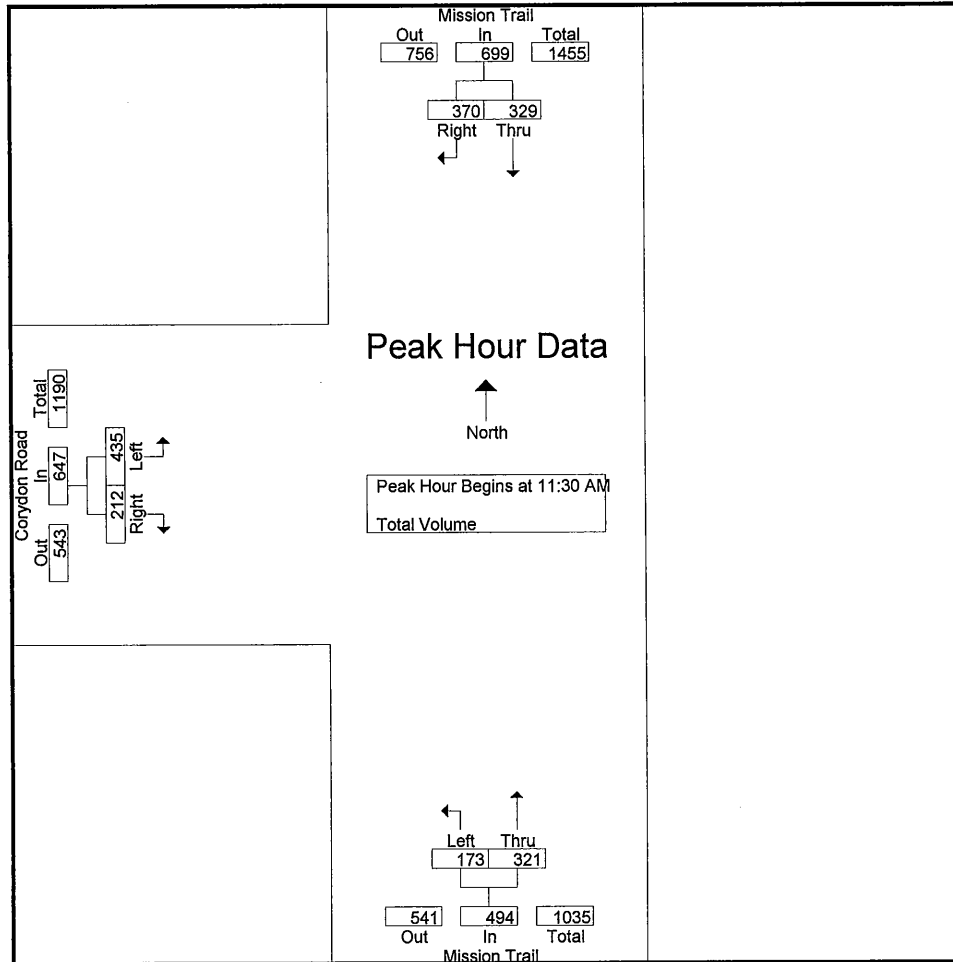 Mission Trail
Out In Total
756 699 1455
370 329
Right Thru
Peak Hour Data
North
Peak Hour Begins at 11:30 AM
Total Volume
Corydon Road
Out In Total
543 647 1190
212 435
Right Left
Left Thru
173 321
541 494 1035
Out In Total
Mission Trail